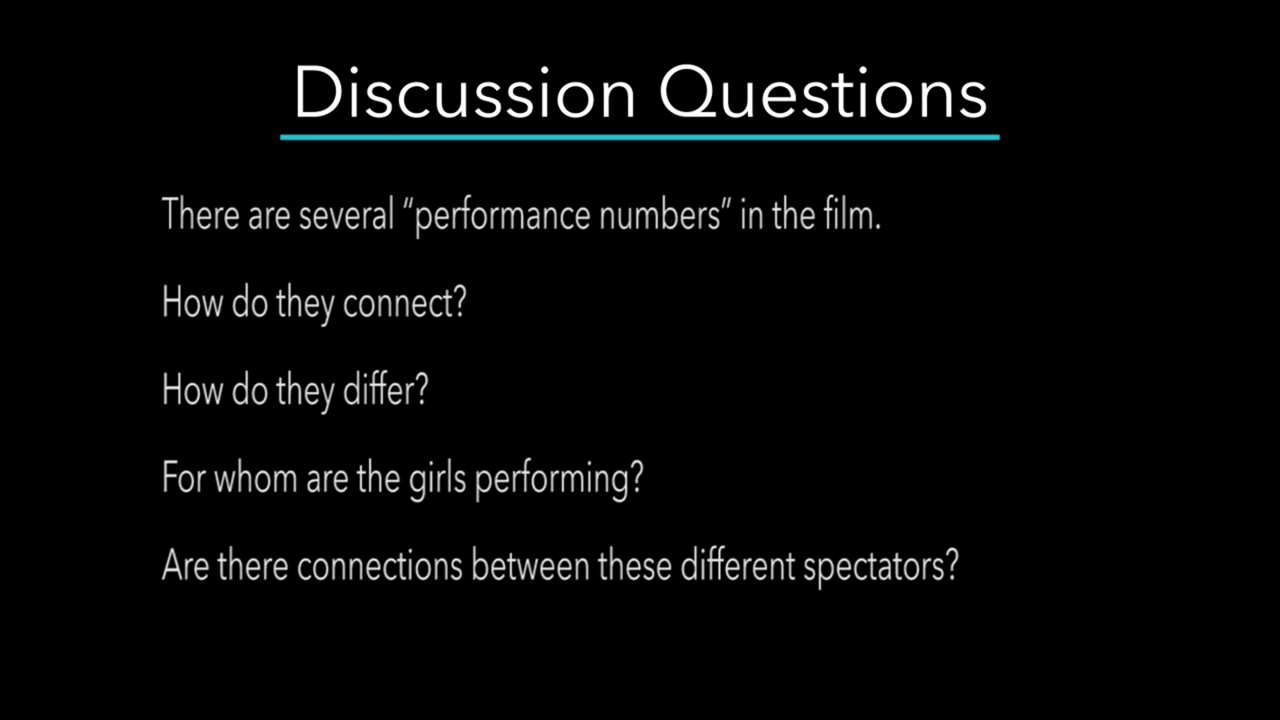 Discussion Questions
There are several “performance numbers” in the film.
How do they connect?
How do they differ?
For whom are the girls performing?
Are there connections between these different spectators?